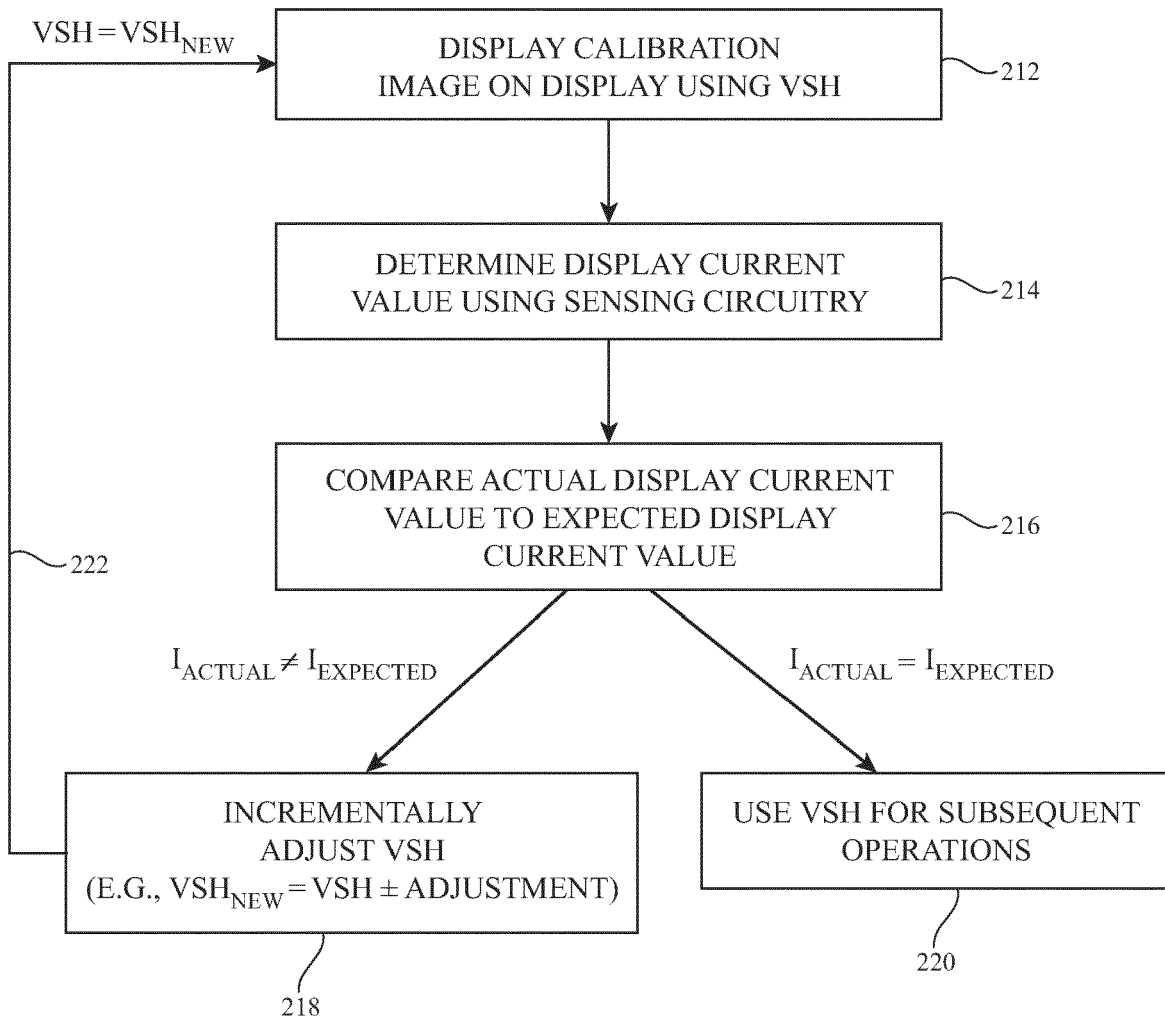 VSH = VSH_NEW
DISPLAY CALIBRATION
IMAGE ON DISPLAY USING VSH
212
DETERMINE DISPLAY CURRENT
VALUE USING SENSING CIRCUITRY
214
COMPARE ACTUAL DISPLAY CURRENT
VALUE TO EXPECTED DISPLAY
CURRENT VALUE
216
222
I_ACTUAL ≠ I_EXPECTED
I_ACTUAL = I_EXPECTED
INCREMENTALLY
ADJUST VSH
(E.G., VSH_NEW = VSH ± ADJUSTMENT)
218
USE VSH FOR SUBSEQUENT
OPERATIONS
220